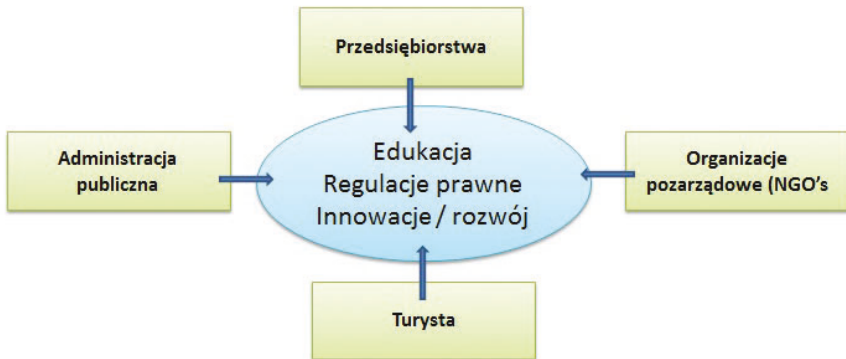 Przedsiębiorstwa
Administracja
publiczna
Edukacja
Regulacje prawne
Innowacje / rozwój
Organizacje
pozarządowe (NGO's
Turysta